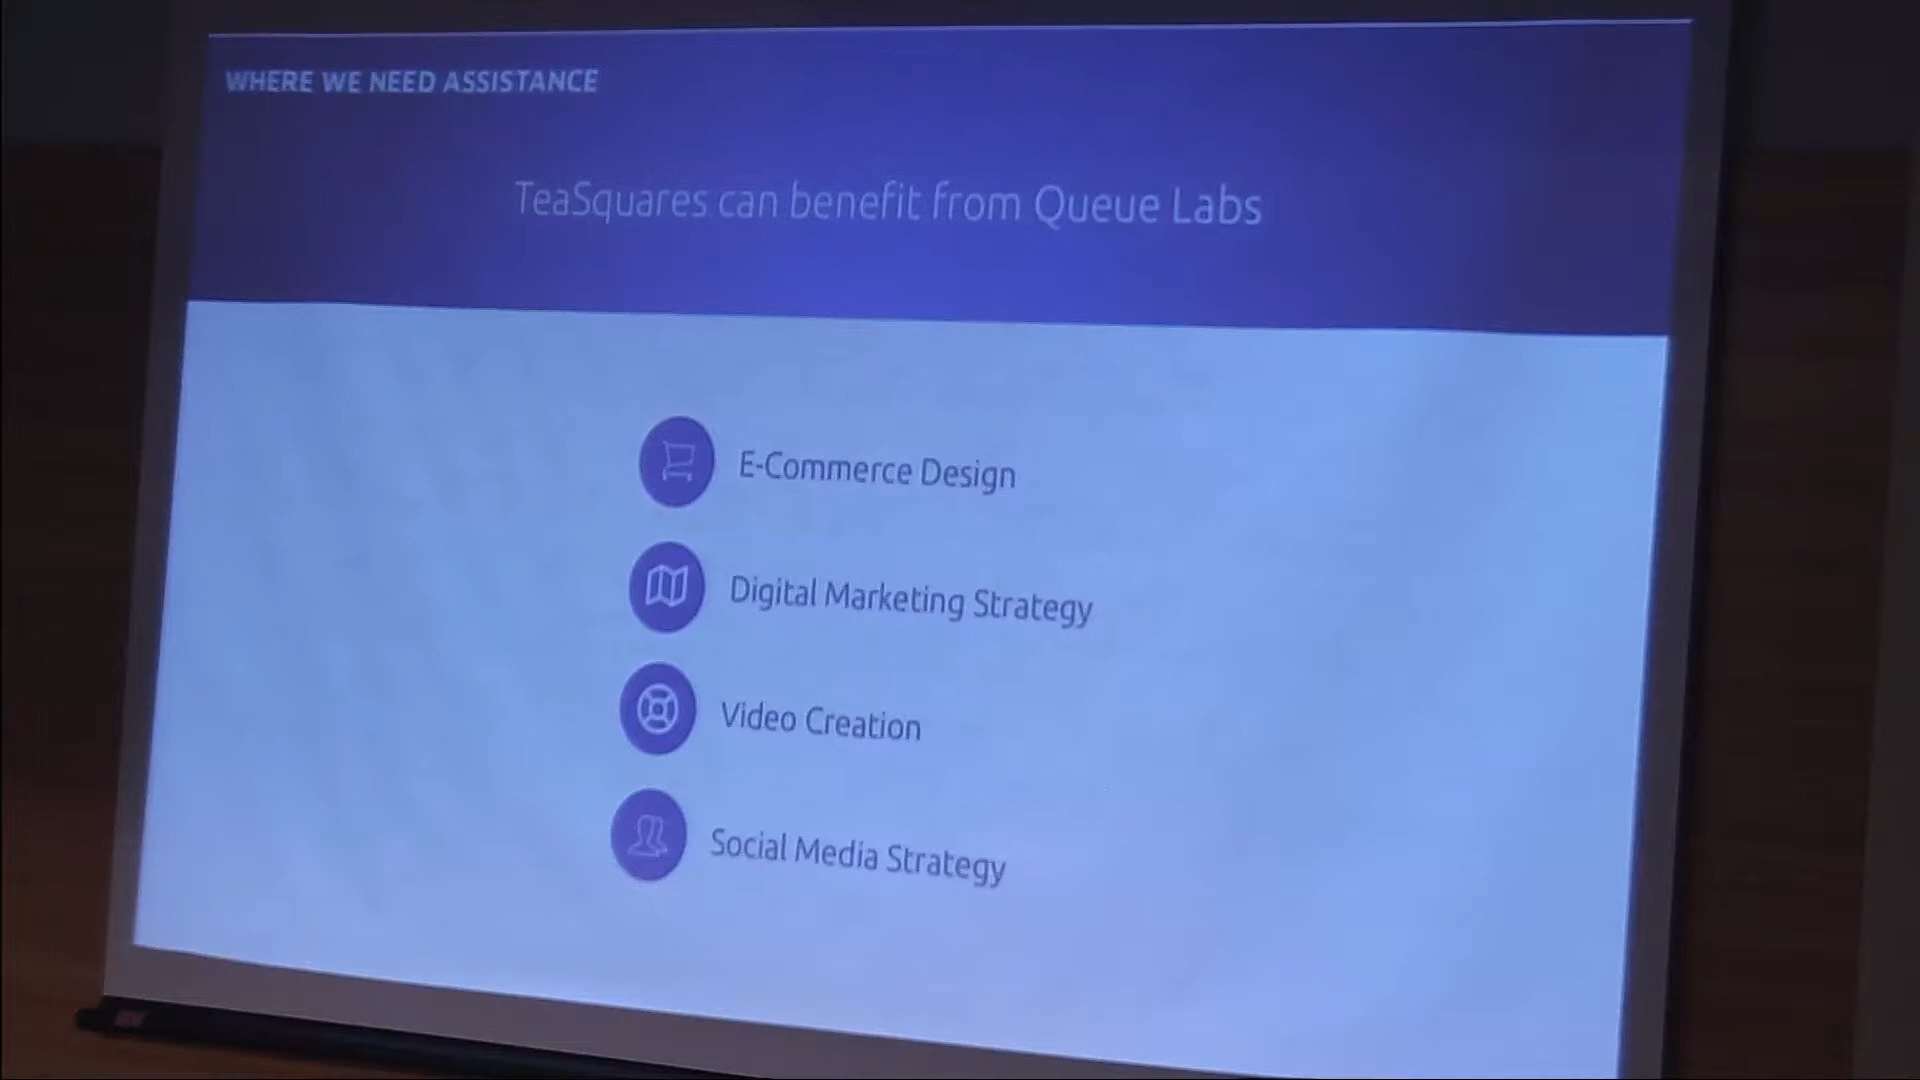 WHERE WE NEED ASSISTANCE
TeaSquares can benefit from Queue Labs
E-Commerce Design
Digital Marketing Strategy
Video Creation
Social Media Strategy